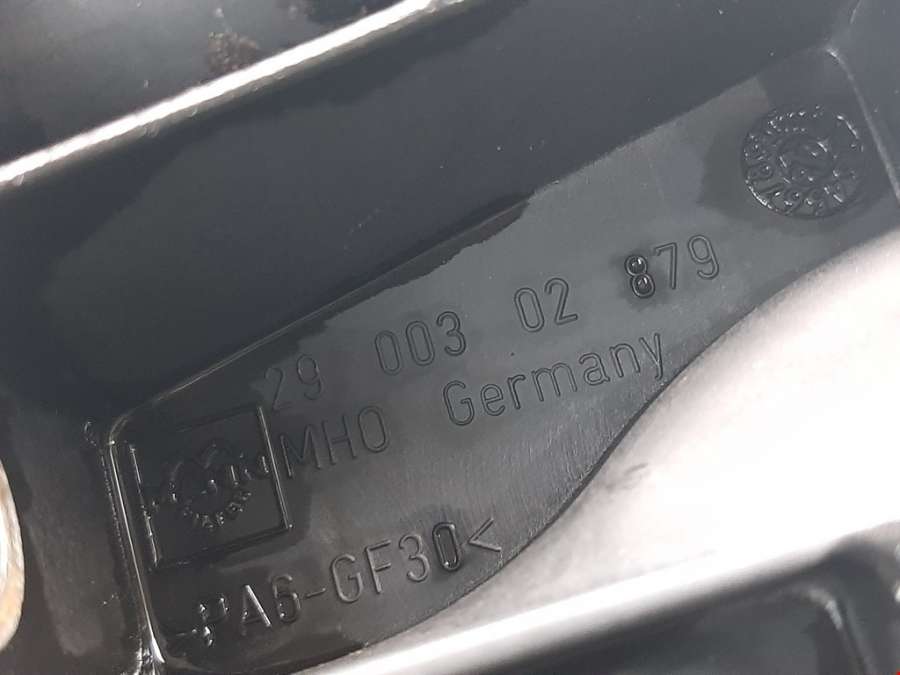 29 003 02 879
MHO Germany
>PA6-GF30<